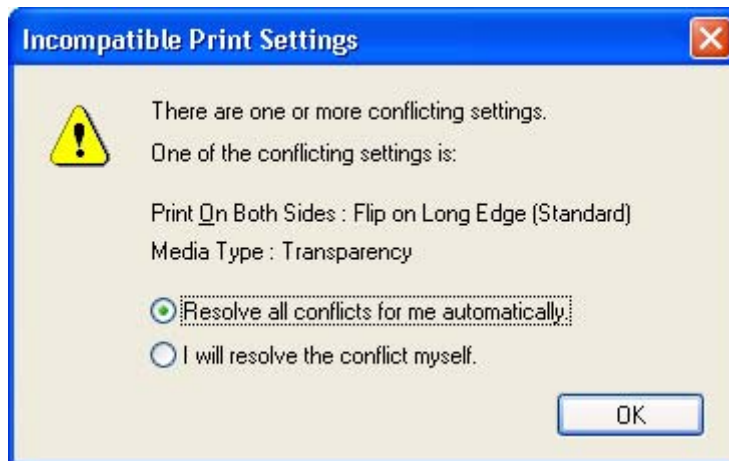 Incompatible Print Settings
There are one or more conflicting settings.
One of the conflicting settings is:
Print On Both Sides : Flip on Long Edge (Standard)
Media Type : Transparency
Resolve all conflicts for me automatically.
I will resolve the conflict myself.
OK